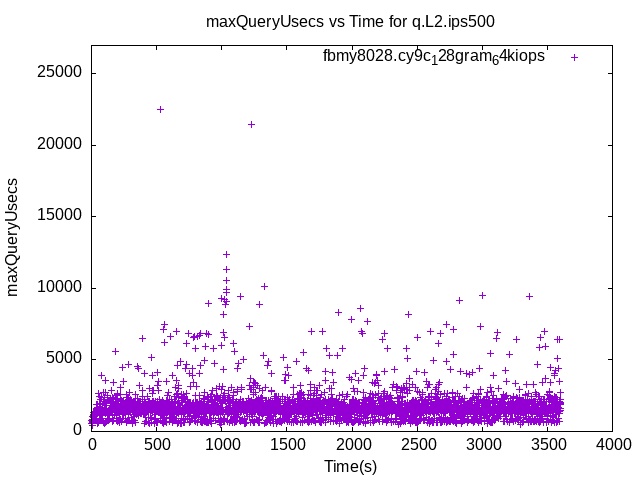 maxQueryUsecs vs Time for q.L2.ips500
fbmy8028.cy9c₁28gram₆4kiops
25000
20000
15000
10000
5000
0
maxQueryUsecs
0 500 1000 1500 2000 2500 3000 3500 4000
Time(s)